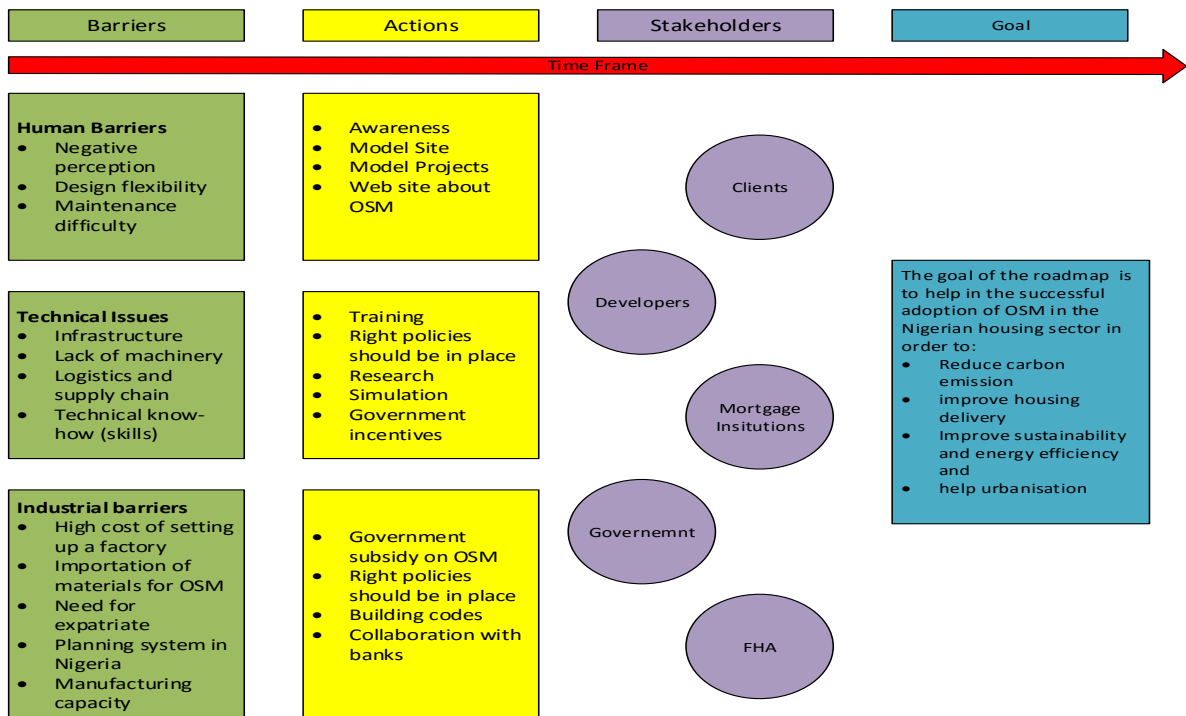 Barriers
Actions
Stakeholders
Goal
Time Frame
Human Barriers
• Negative
perception
• Design flexibility
• Maintenance
difficulty
• Awareness
• Model Site
• Model Projects
• Web site about
OSM
Technical Issues
• Infrastructure
• Lack of machinery
• Logistics and
supply chain
• Technical know-
how (skills)
• Training
• Right policies
should be in place
• Research
• Simulation
• Government
incentives
Industrial barriers
• High cost of setting
up a factory
• Importation of
materials for OSM
• Need for
expatriate
• Planning system in
Nigeria
• Manufacturing
capacity
• Government
subsidy on OSM
• Right policies
should be in place
• Building codes
• Collaboration with
banks
Clients
Developers
Mortgage
Insitutions
Governemnt
FHA
The goal of the roadmap is
to help in the successful
adoption of OSM in the
Nigerian housing sector in
order to:
• Reduce carbon
emission
• improve housing
delivery
• Improve sustainability
and energy efficiency
and
• help urbanisation